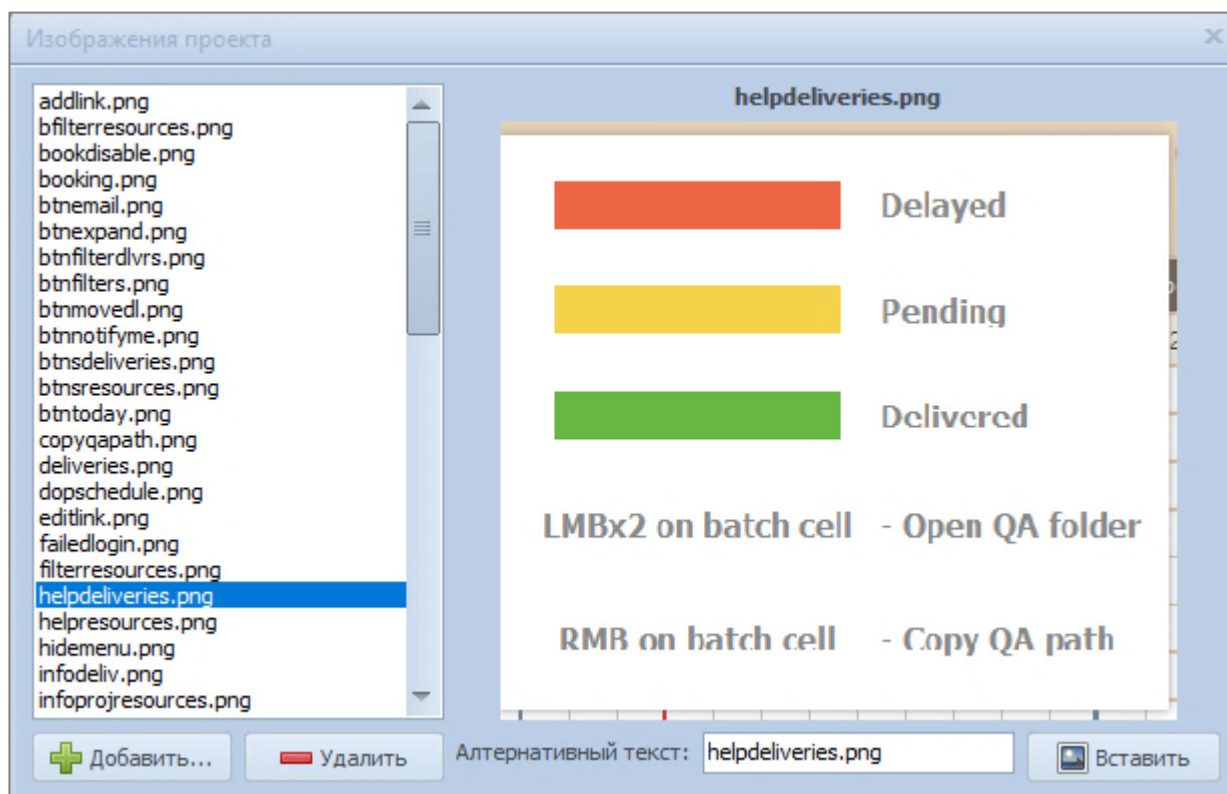 Изображения проекта
addlink.png
bfilterresources.png
bookdisable.png
booking.png
btnemail.png
btnexpand.png
btnfilterdlvrs.png
btnfilters.png
btnmovedl.png
btnnotifyme.png
btnsdeliveries.png
btnsresources.png
btntoday.png
copyqapath.png
deliveries.png
dopschedule.png
editlink.png
failedlogin.png
filterresources.png
helpdeliveries.png
helpresources.png
hidemenu.png
infodeliv.png
infoprojresources.png
Добавить...
Удалить
helpdeliveries.png
Delayed
Pending
Delivered
LMBx2 on batch cell - Open QA folder
RMB on batch cell - Copy QA path
Алтернативный текст: helpdeliveries.png
Вставить